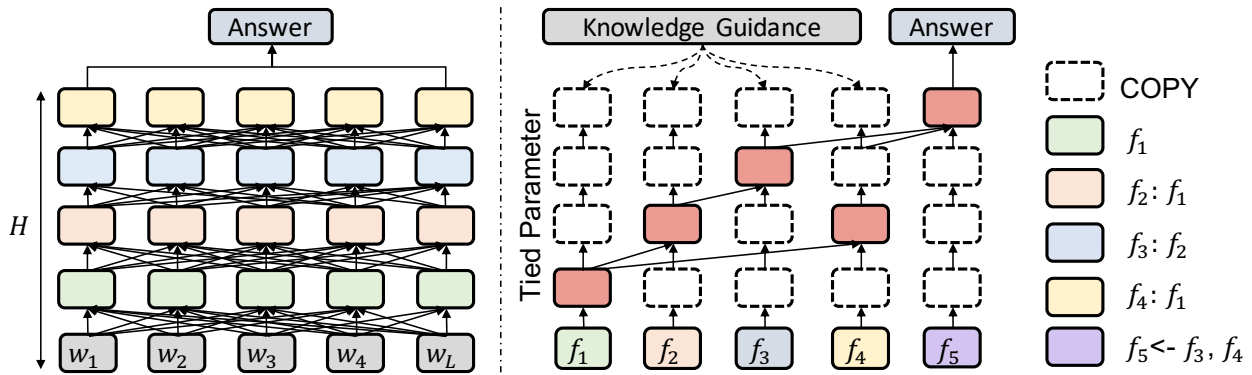 Answer
H
w₁ w₂ w₃ w₄ w_L
Knowledge Guidance
Answer
Tied Parameter
f₁ f₂ f₃ f₄ f₅
COPY
f₁
f₂: f₁
f₃: f₂
f₄: f₁
f₅<- f₃, f₄